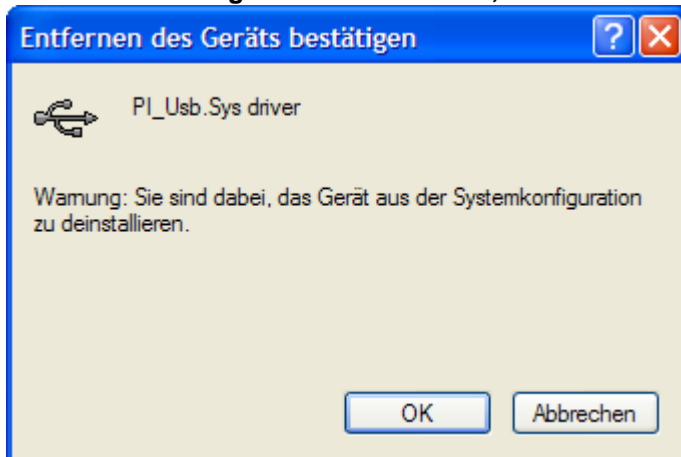 Entfernen des Geräts bestätigen
PI_Usb.Sys driver
Warnung: Sie sind dabei, das Gerät aus der Systemkonfiguration
zu deinstallieren.
OK
Abbrechen